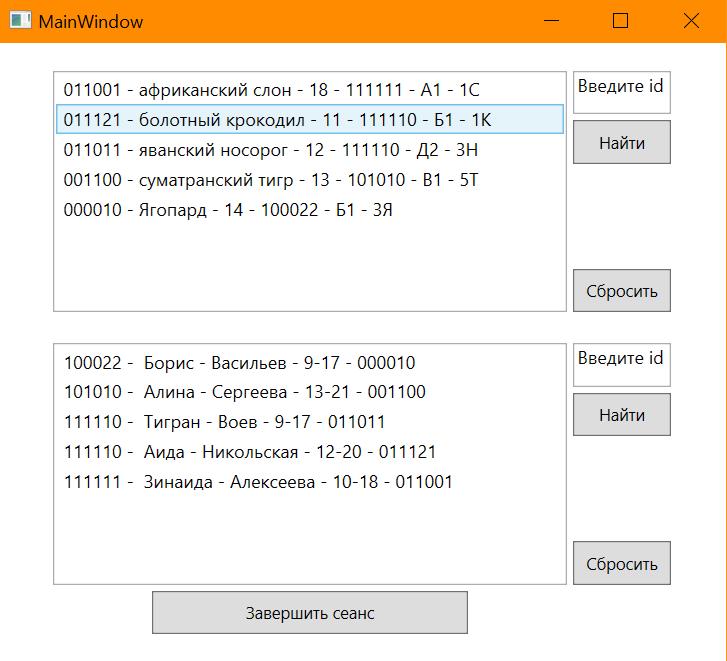 MainWindow
011001 - африканский слон - 18 - 111111 - А1 - 1С
011121 - болотный крокодил - 11 - 111110 - Б1 - 1К
011011 - яванский носорог - 12 - 111110 - Д2 - 3Н
001100 - суматранский тигр - 13 - 101010 - В1 - 5Т
000010 - Ягопард - 14 - 100022 - Б1 - 3Я
Введите id
Найти
Сбросить
100022 -  Борис - Васильев - 9-17 - 000010
101010 -  Алина - Сергеева - 13-21 - 001100
111110 -  Тигран - Воев - 9-17 - 011011
111110 -  Аида - Никольская - 12-20 - 011121
111111 -  Зинаида - Алексеева - 10-18 - 011001
Введите id
Найти
Сбросить
Завершить сеанс